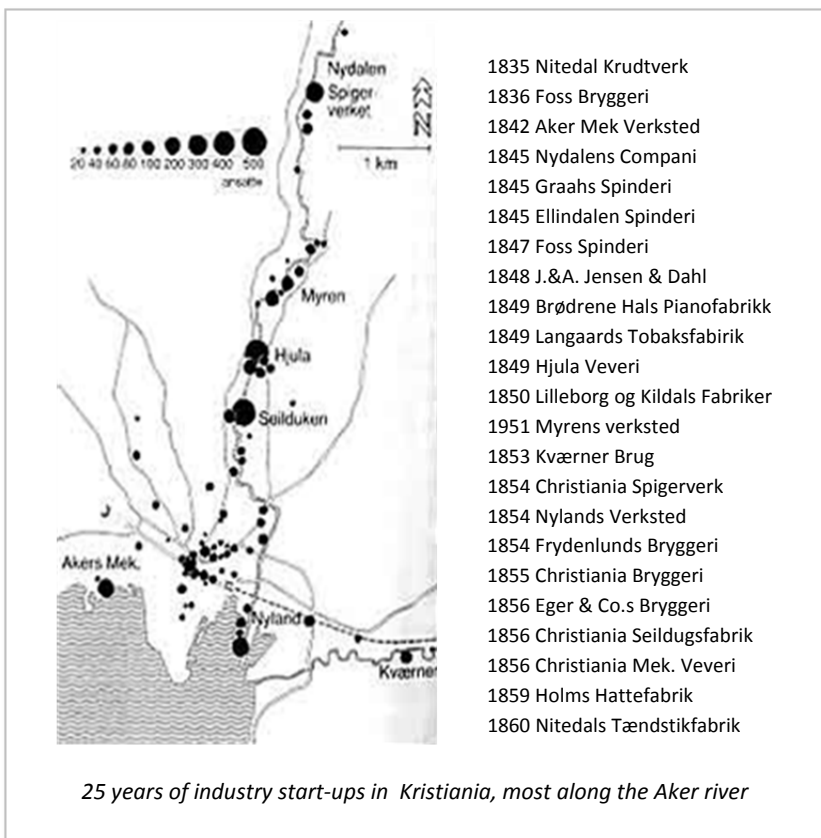 Nydalen
Spiger-
verket
20 40 60 80 100 200 300 400 500
ansatte
N
1 km
Myren
Hjula
Seilduken
Akers Mek.
Nyland
Kværner
1835 Nitedal Krudtverk
1836 Foss Bryggeri
1842 Aker Mek Verksted
1845 Nydalens Compani
1845 Graahs Spinderi
1845 Ellindalen Spinderi
1847 Foss Spinderi
1848 J.&A. Jensen & Dahl
1849 Brødrene Hals Pianofabrikk
1849 Langaards Tobaksfabirik
1849 Hjula Veveri
1850 Lilleborg og Kildals Fabriker
1951 Myrens verksted
1853 Kværner Brug
1854 Christiania Spigerverk
1854 Nylands Verksted
1854 Frydenlunds Bryggeri
1855 Christiania Bryggeri
1856 Eger & Co.s Bryggeri
1856 Christiania Seildugsfabrik
1856 Christiania Mek. Veveri
1859 Holms Hattefabrik
1860 Nitedals Tændstikfabrik
25 years of industry start-ups in Kristiania, most along the Aker river